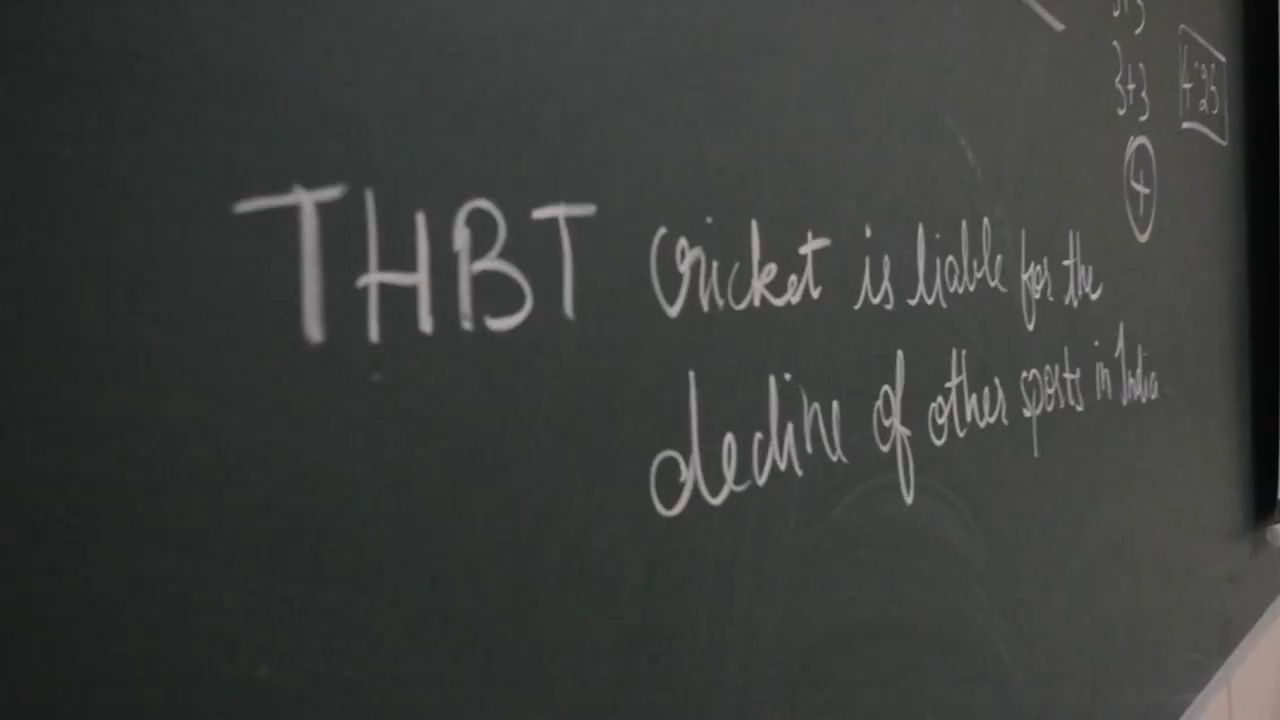 3+3
4:25
THBT Cricket is liable for the
decline of other sports in India